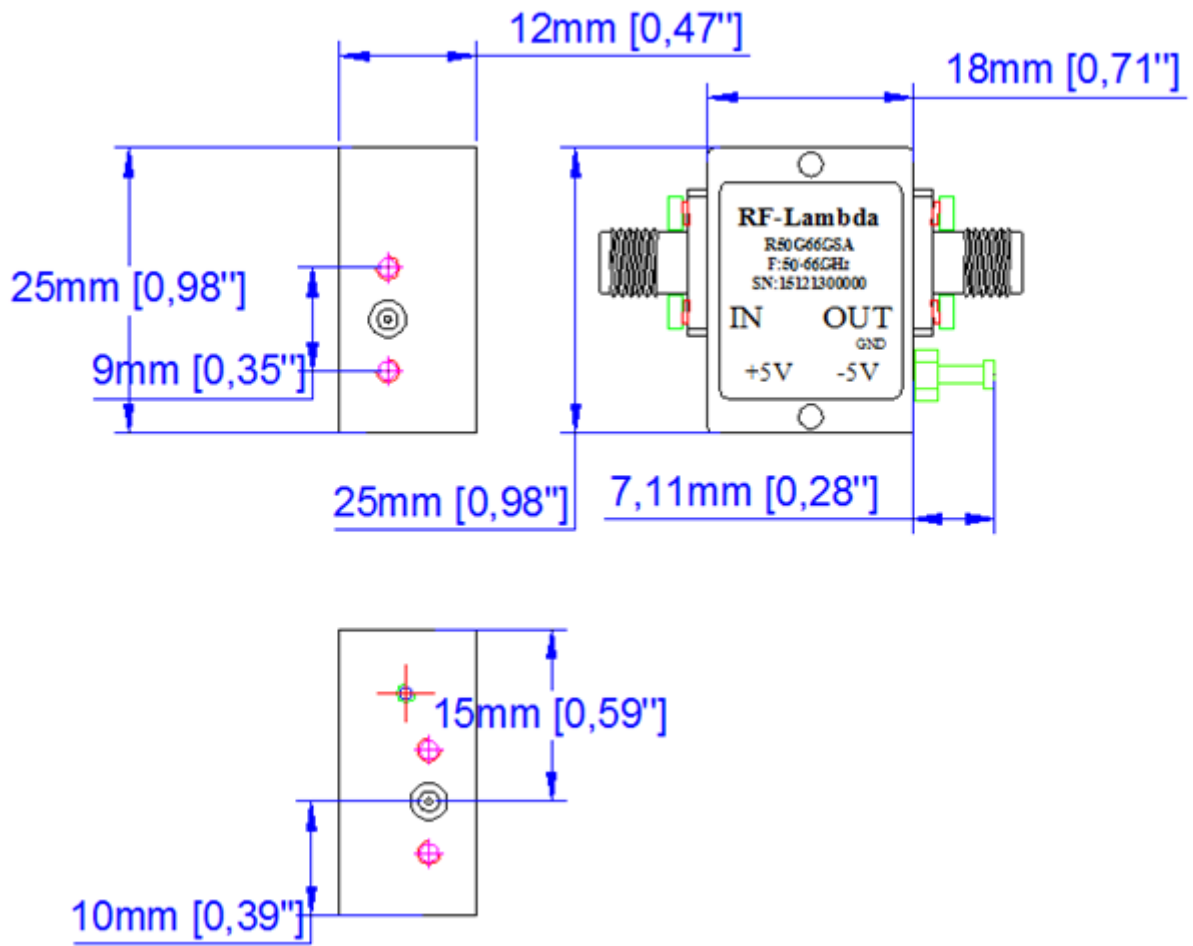 12mm [0,47"]
18mm [0,71"]
RF-Lambda
R50G66GSA
F:50-66GHz
SN:15121300000
25mm [0,98"]
IN OUT
GND
9mm [0,35"]
+5V -5V
25mm [0,98"]
7,11mm [0,28"]
15mm [0,59"]
10mm [0,39"]